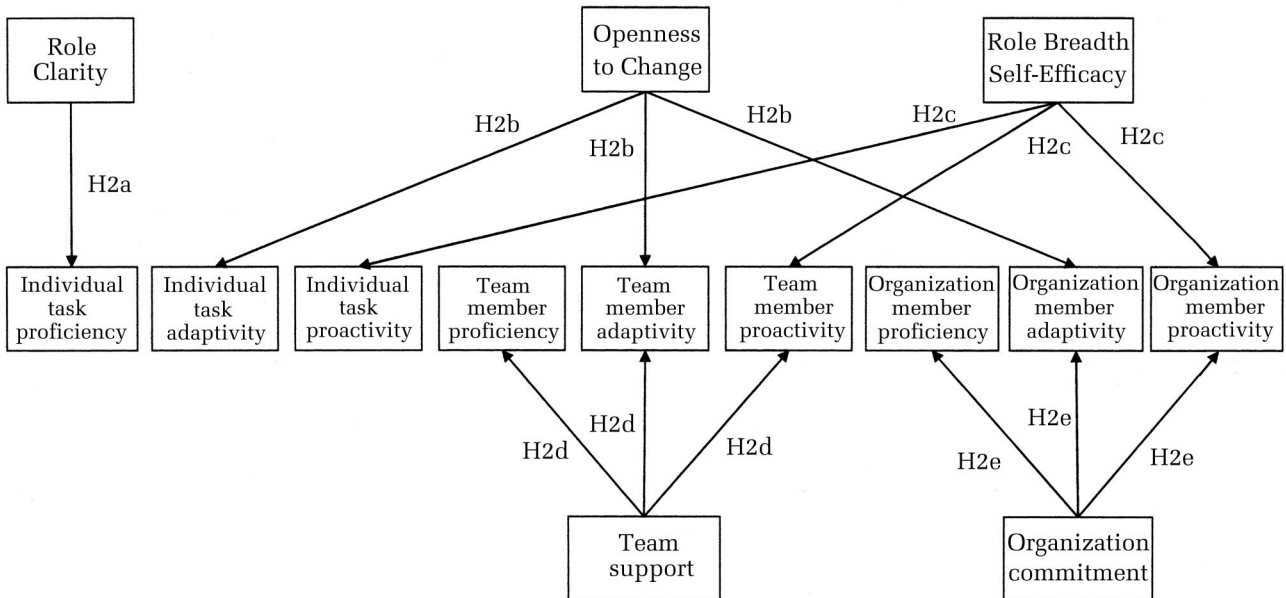 Role
Clarity
Openness
to Change
Role Breadth
Self-Efficacy
H2a
H2b
H2b
H2b
H2c
H2c
H2c
Individual
task
proficiency
Individual
task
adaptivity
Individual
task
proactivity
Team
member
proficiency
Team
member
adaptivity
Team
member
proactivity
Organization
member
proficiency
Organization
member
adaptivity
Organization
member
proactivity
H2d
H2d
H2d
H2e
H2e
H2e
Team
support
Organization
commitment